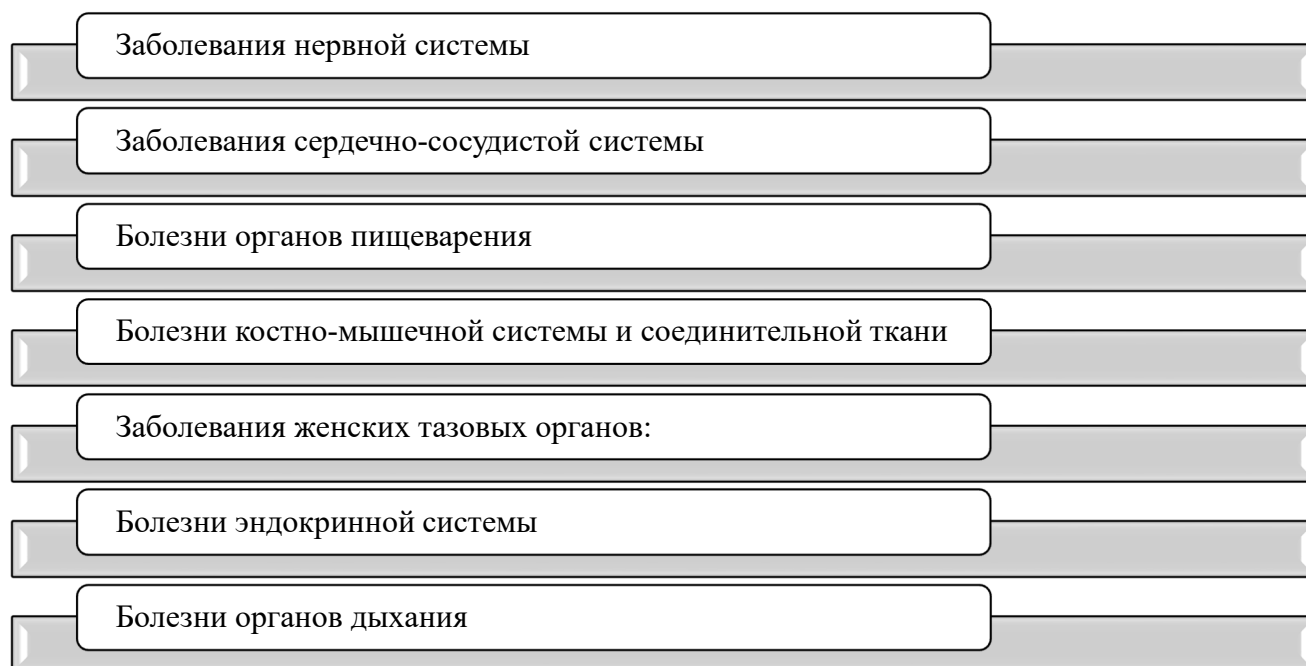 Заболевания нервной системы
Заболевания сердечно-сосудистой системы
Болезни органов пищеварения
Болезни костно-мышечной системы и соединительной ткани
Заболевания женских тазовых органов:
Болезни эндокринной системы
Болезни органов дыхания